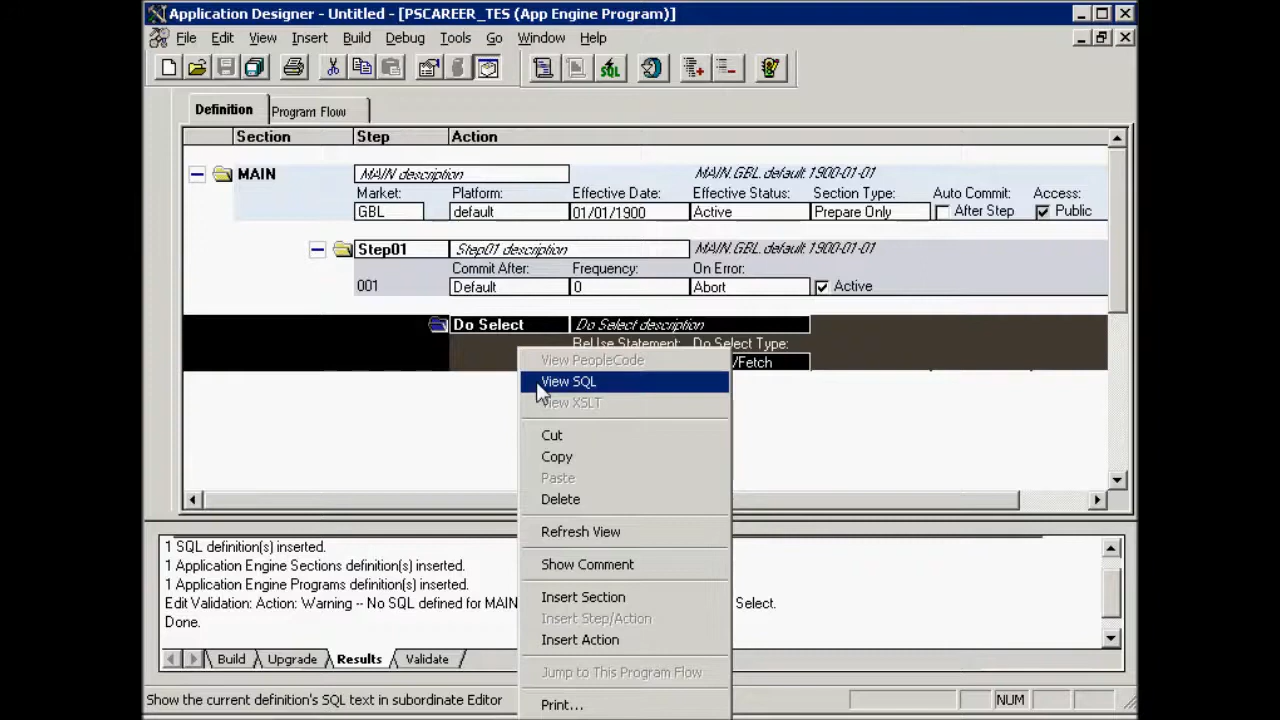 Application Designer - Untitled - [PSCAREER_TES (App Engine Program)]
File Edit View Insert Build Debug Tools Go Window Help
SQL
Definition Program Flow
Section Step Action
MAIN MAIN description MAIN.GBL.default.1900-01-01
Market: Platform: Effective Date: Effective Status: Section Type: Auto Commit: Access:
GBL default 01/01/1900 Active Prepare Only After Step Public
Step01 Step01 description MAIN.GBL.default.1900-01-01
Commit After: Frequency: On Error:
001 Default 0 Abort Active
Do Select Do Select description
ReUse Statement: Do Select Type:
/Fetch
View PeopleCode
View SQL
View XSLT
Cut
Copy
Paste
Delete
Refresh View
Show Comment
Insert Section
Insert Step/Action
Insert Action
Jump to This Program Flow
Print...
1 SQL definition(s) inserted.
1 Application Engine Sections definition(s) inserted.
1 Application Engine Programs definition(s) inserted.
Edit Validation: Action: Warning -- No SQL defined for MAIN Select.
Done.
Build Upgrade Results Validate
Show the current definition's SQL text in subordinate Editor NUM